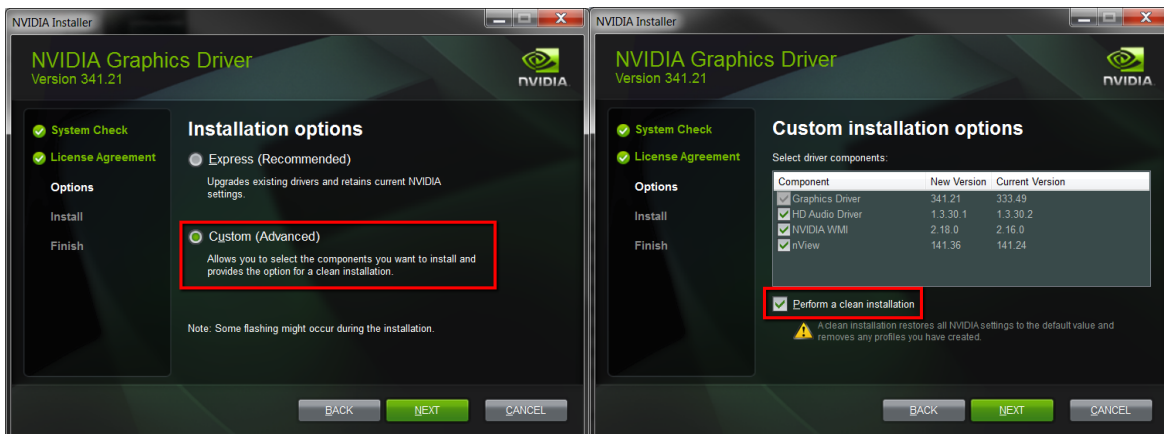 NVIDIA Installer
NVIDIA Graphics Driver
Version 341.21
NVIDIA
System Check
License Agreement
Options
Install
Finish
Installation options
Express (Recommended)
Upgrades existing drivers and retains current NVIDIA
settings.
Custom (Advanced)
Allows you to select the components you want to install and
provides the option for a clean installation.
Note: Some flashing might occur during the installation.
BACK NEXT CANCEL
NVIDIA Installer
NVIDIA Graphics Driver
Version 341.21
NVIDIA
System Check
License Agreement
Options
Install
Finish
Custom installation options
Select driver components:
Component New Version Current Version
Graphics Driver 341.21 333.49
HD Audio Driver 1.3.30.1 1.3.30.2
NVIDIA WMI 2.18.0 2.16.0
nView 141.36 141.24
Perform a clean installation
A clean installation restores all NVIDIA settings to the default value and
removes any profiles you have created.
BACK NEXT CANCEL